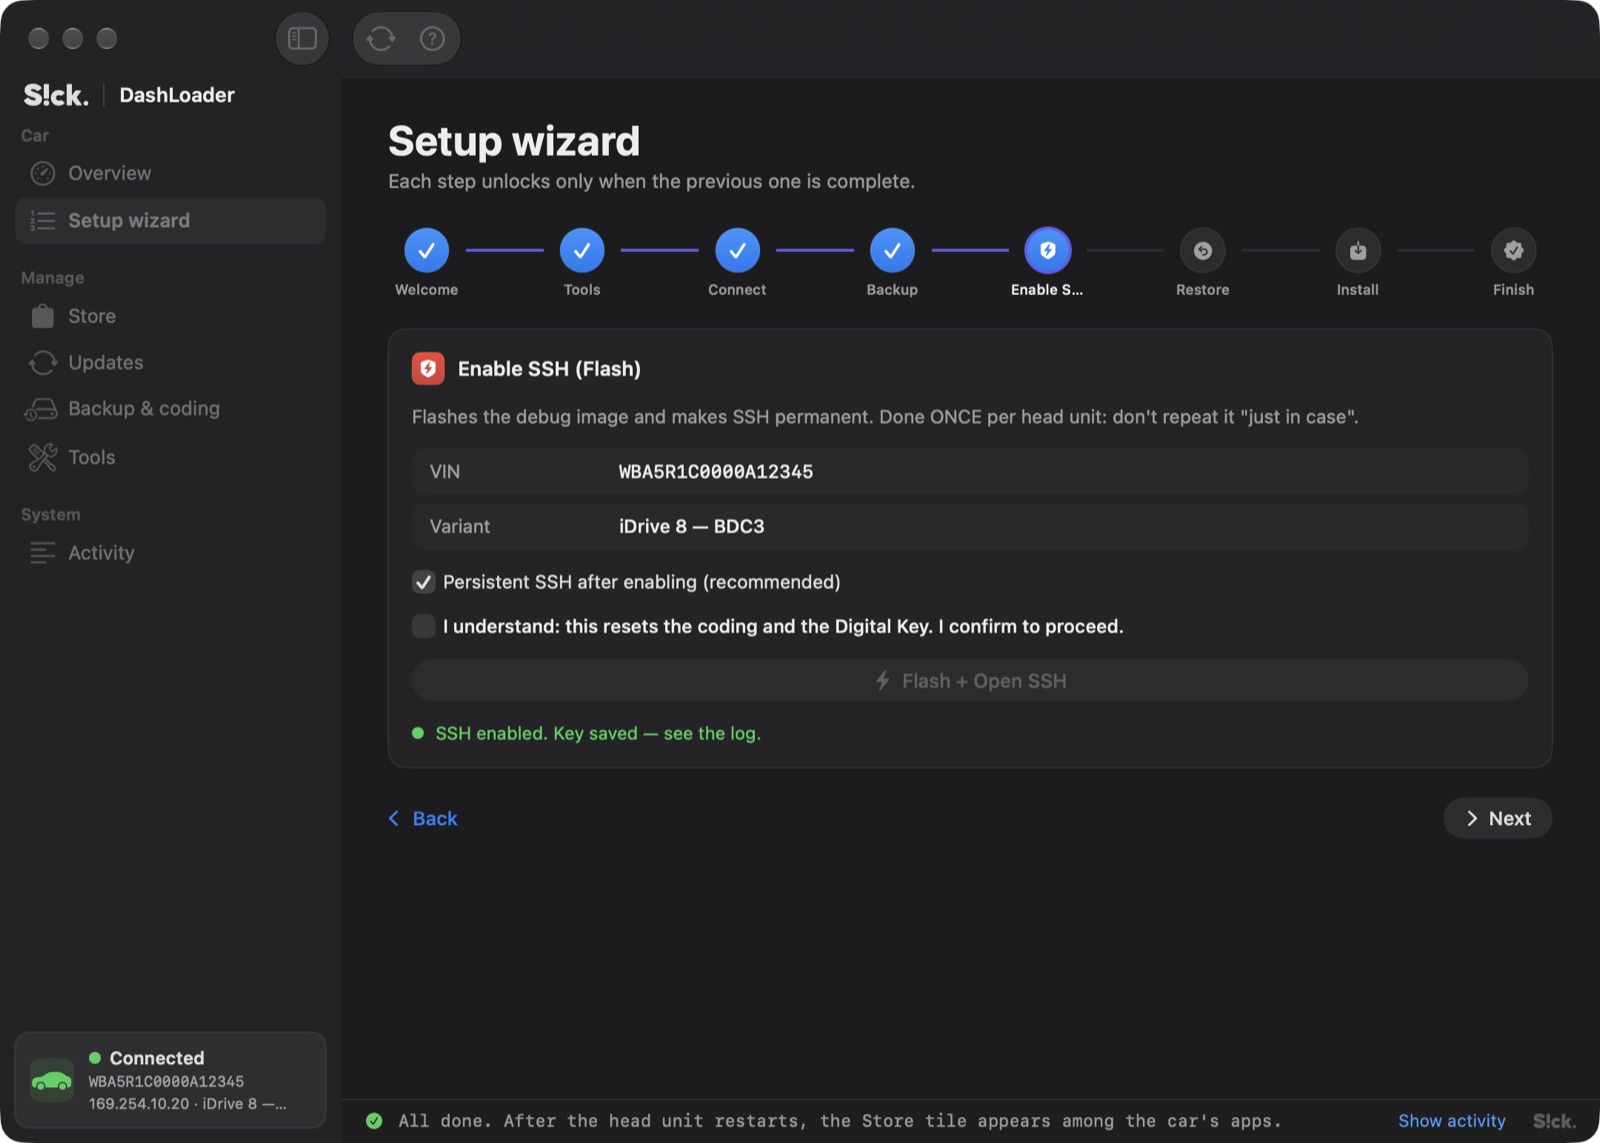 S!ck. DashLoader
Car
Overview
Setup wizard
Manage
Store
Updates
Backup & coding
Tools
System
Activity
Connected
WBA5R1C0000A12345
169.254.10.20 · iDrive 8 —...
Setup wizard
Each step unlocks only when the previous one is complete.
Welcome Tools Connect Backup Enable S... Restore Install Finish
Enable SSH (Flash)
Flashes the debug image and makes SSH permanent. Done ONCE per head unit: don't repeat it "just in case".
VIN WBA5R1C0000A12345
Variant iDrive 8 — BDC3
Persistent SSH after enabling (recommended)
I understand: this resets the coding and the Digital Key. I confirm to proceed.
Flash + Open SSH
SSH enabled. Key saved — see the log.
Back Next
All done. After the head unit restarts, the Store tile appears among the car's apps. Show activity S!ck.